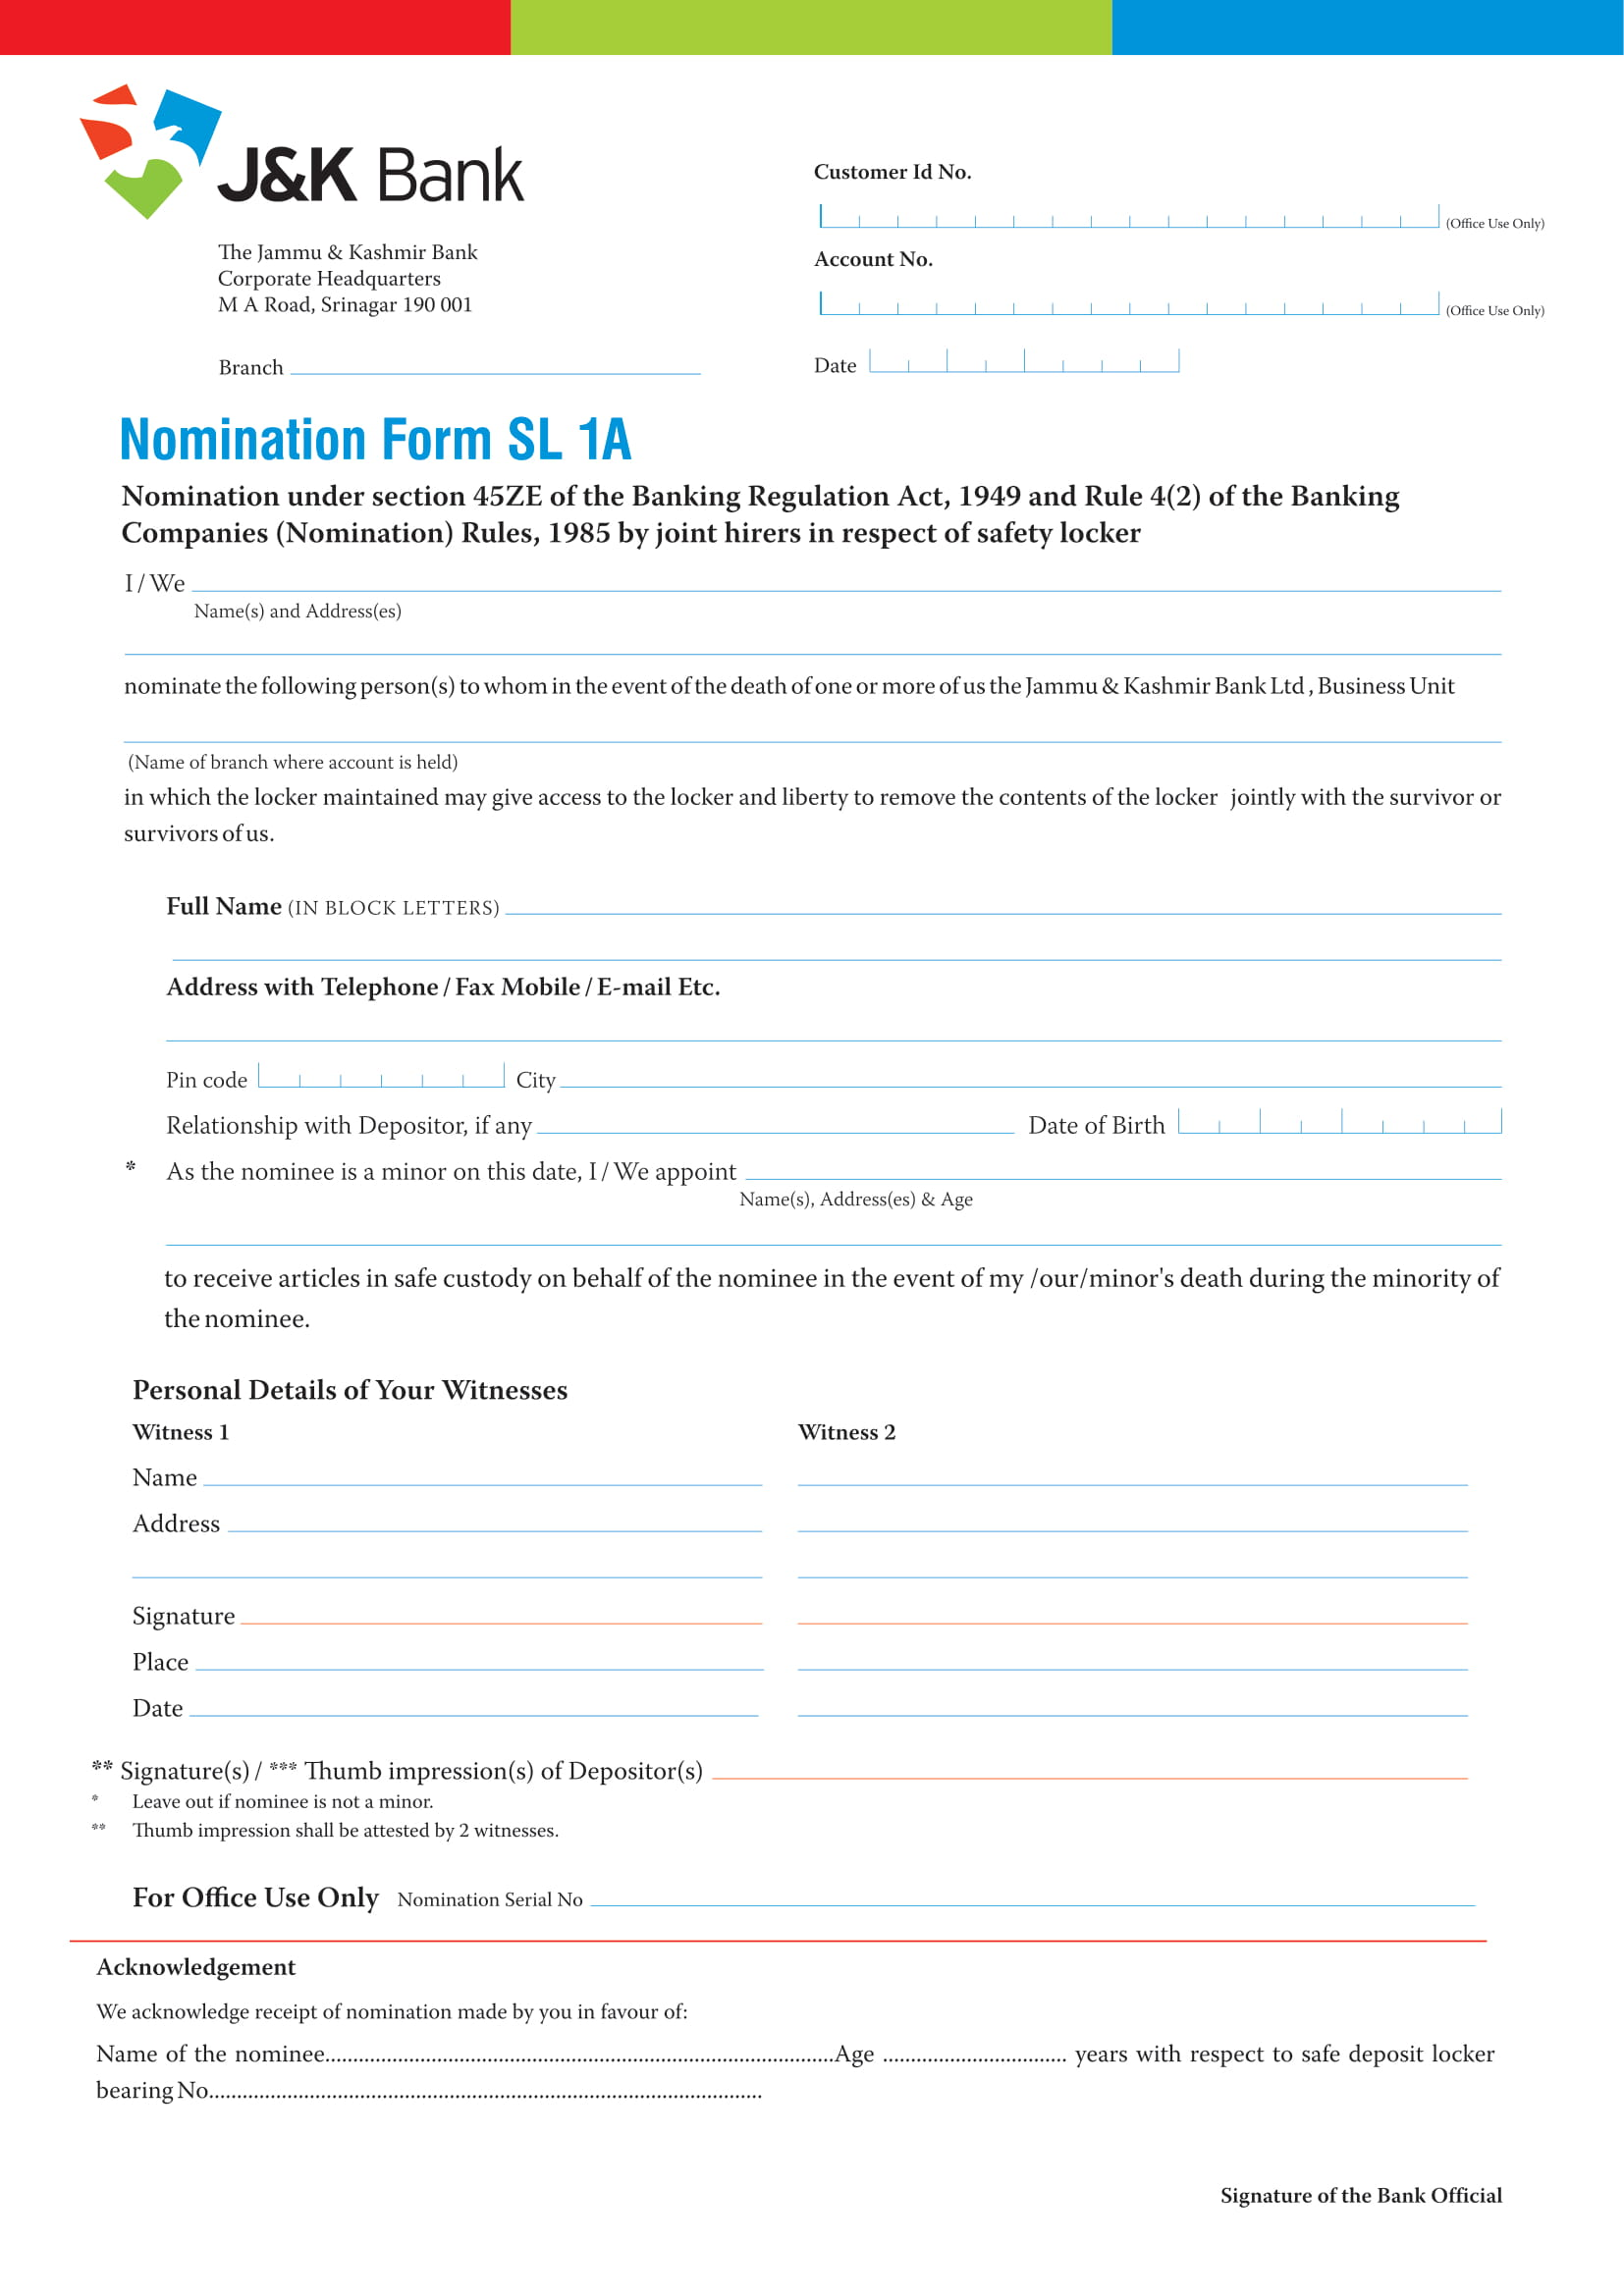 J&K Bank
The Jammu & Kashmir Bank
Corporate Headquarters
M A Road, Srinagar 190 001
Branch
Customer Id No.
(Office Use Only)
Account No.
(Office Use Only)
Date
Nomination Form SL 1A
Nomination under section 45ZE of the Banking Regulation Act, 1949 and Rule 4(2) of the Banking
Companies (Nomination) Rules, 1985 by joint hirers in respect of safety locker
I / We
Name(s) and Address(es)
nominate the following person(s) to whom in the event of the death of one or more of us the Jammu & Kashmir Bank Ltd , Business Unit
(Name of branch where account is held)
in which the locker maintained may give access to the locker and liberty to remove the contents of the locker jointly with the survivor or
survivors of us.
Full Name (IN BLOCK LETTERS)
Address with Telephone / Fax Mobile / E-mail Etc.
Pin code City
Relationship with Depositor, if any Date of Birth
* As the nominee is a minor on this date, I / We appoint
Name(s), Address(es) & Age
to receive articles in safe custody on behalf of the nominee in the event of my /our/minor's death during the minority of
the nominee.
Personal Details of Your Witnesses
Witness 1 Witness 2
Name
Address
Signature
Place
Date
** Signature(s) / *** Thumb impression(s) of Depositor(s)
* Leave out if nominee is not a minor.
** Thumb impression shall be attested by 2 witnesses.
For Office Use Only Nomination Serial No
Acknowledgement
We acknowledge receipt of nomination made by you in favour of:
Name of the nominee...........................................................................................Age ................................. years with respect to safe deposit locker
bearing No...................................................................................................
Signature of the Bank Official